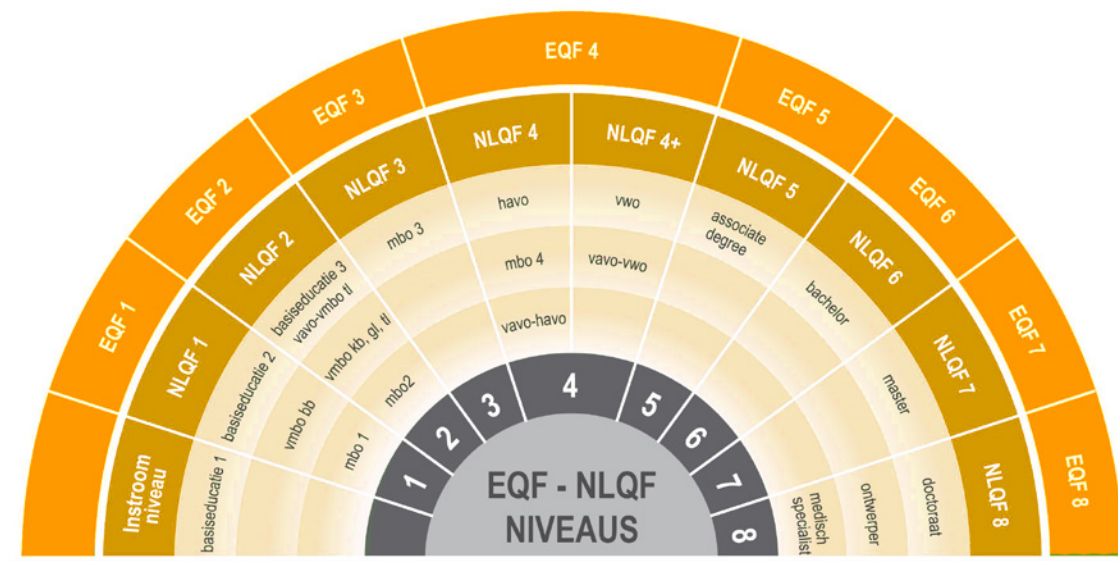 EQF 1
EQF 2
EQF 3
EQF 4
EQF 5
EQF 6
EQF 7
EQF 8
Instroom
niveau
NLQF 1
NLQF 2
NLQF 3
NLQF 4
NLQF 4+
NLQF 5
NLQF 6
NLQF 7
NLQF 8
basiseducatie 1
basiseducatie 2
vmbo bb
mbo 1
basiseducatie 3
vavo-vmbo tl
vmbo kb, gl, tl
mbo2
mbo 3
havo
mbo 4
vavo-havo
vwo
vavo-vwo
associate
degree
bachelor
master
doctoraat
ontwerper
medisch
specialist
1
2
3
4
5
6
7
8
EQF - NLQF
NIVEAUS